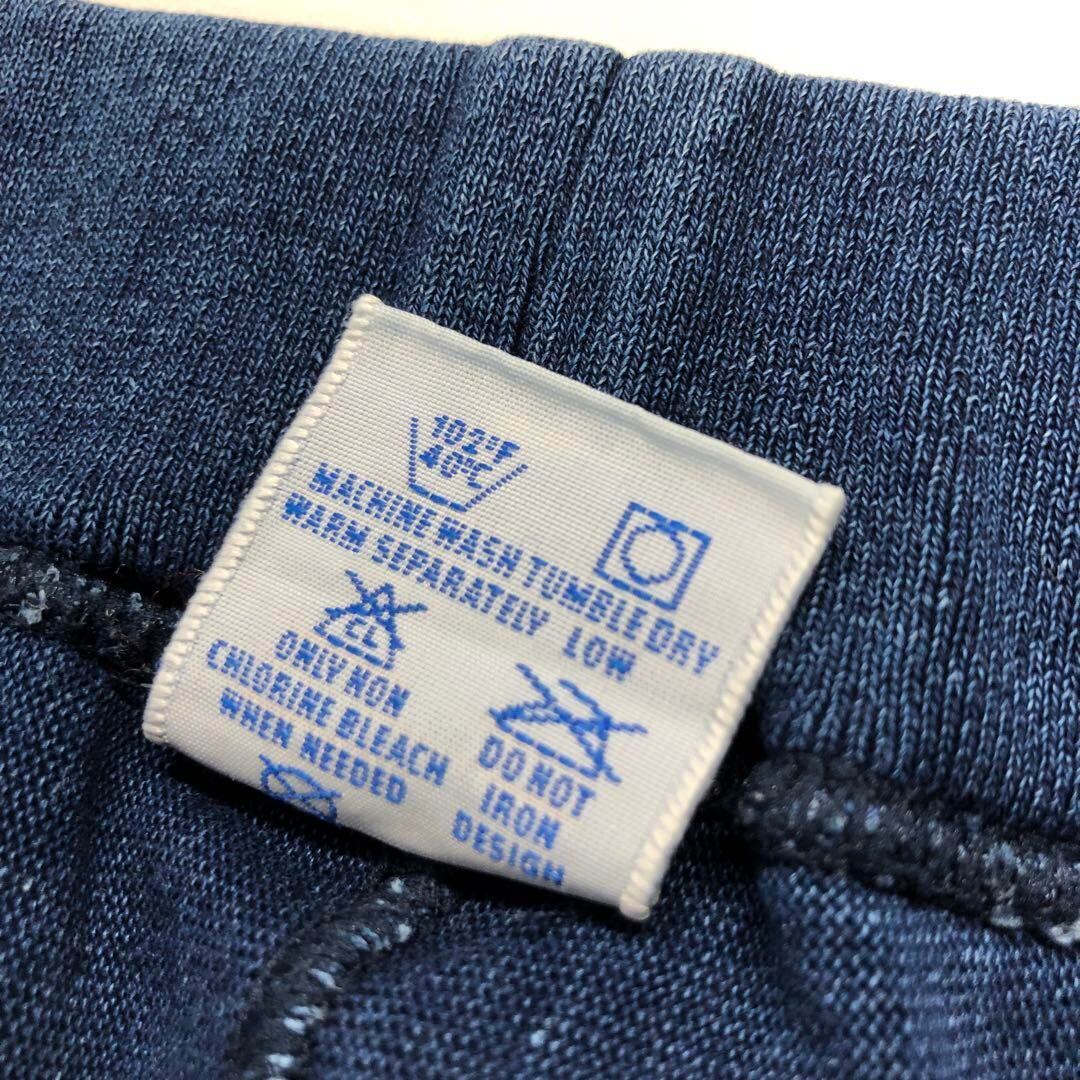 102°F
40°C
MACHINE WASH TUMBLE DRY
WARM SEPARATELY LOW
CL
ONLY NON
CHLORINE BLEACH
WHEN NEEDED
DO NOT
IRON
DESIGN